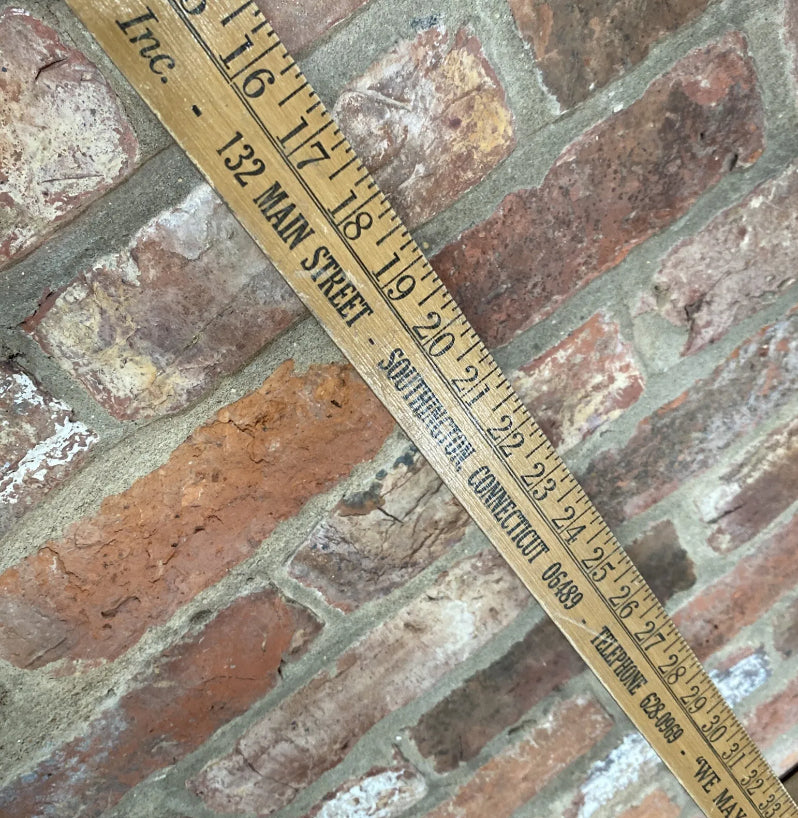 16 17 18 19 20 21 22 23 24 25 26 27 28 29 30 31 32 33
Inc. - 132 MAIN STREET - SOUTHINGTON, CONNECTICUT 06489 - TELEPHONE 628-0969 - "WE MAY